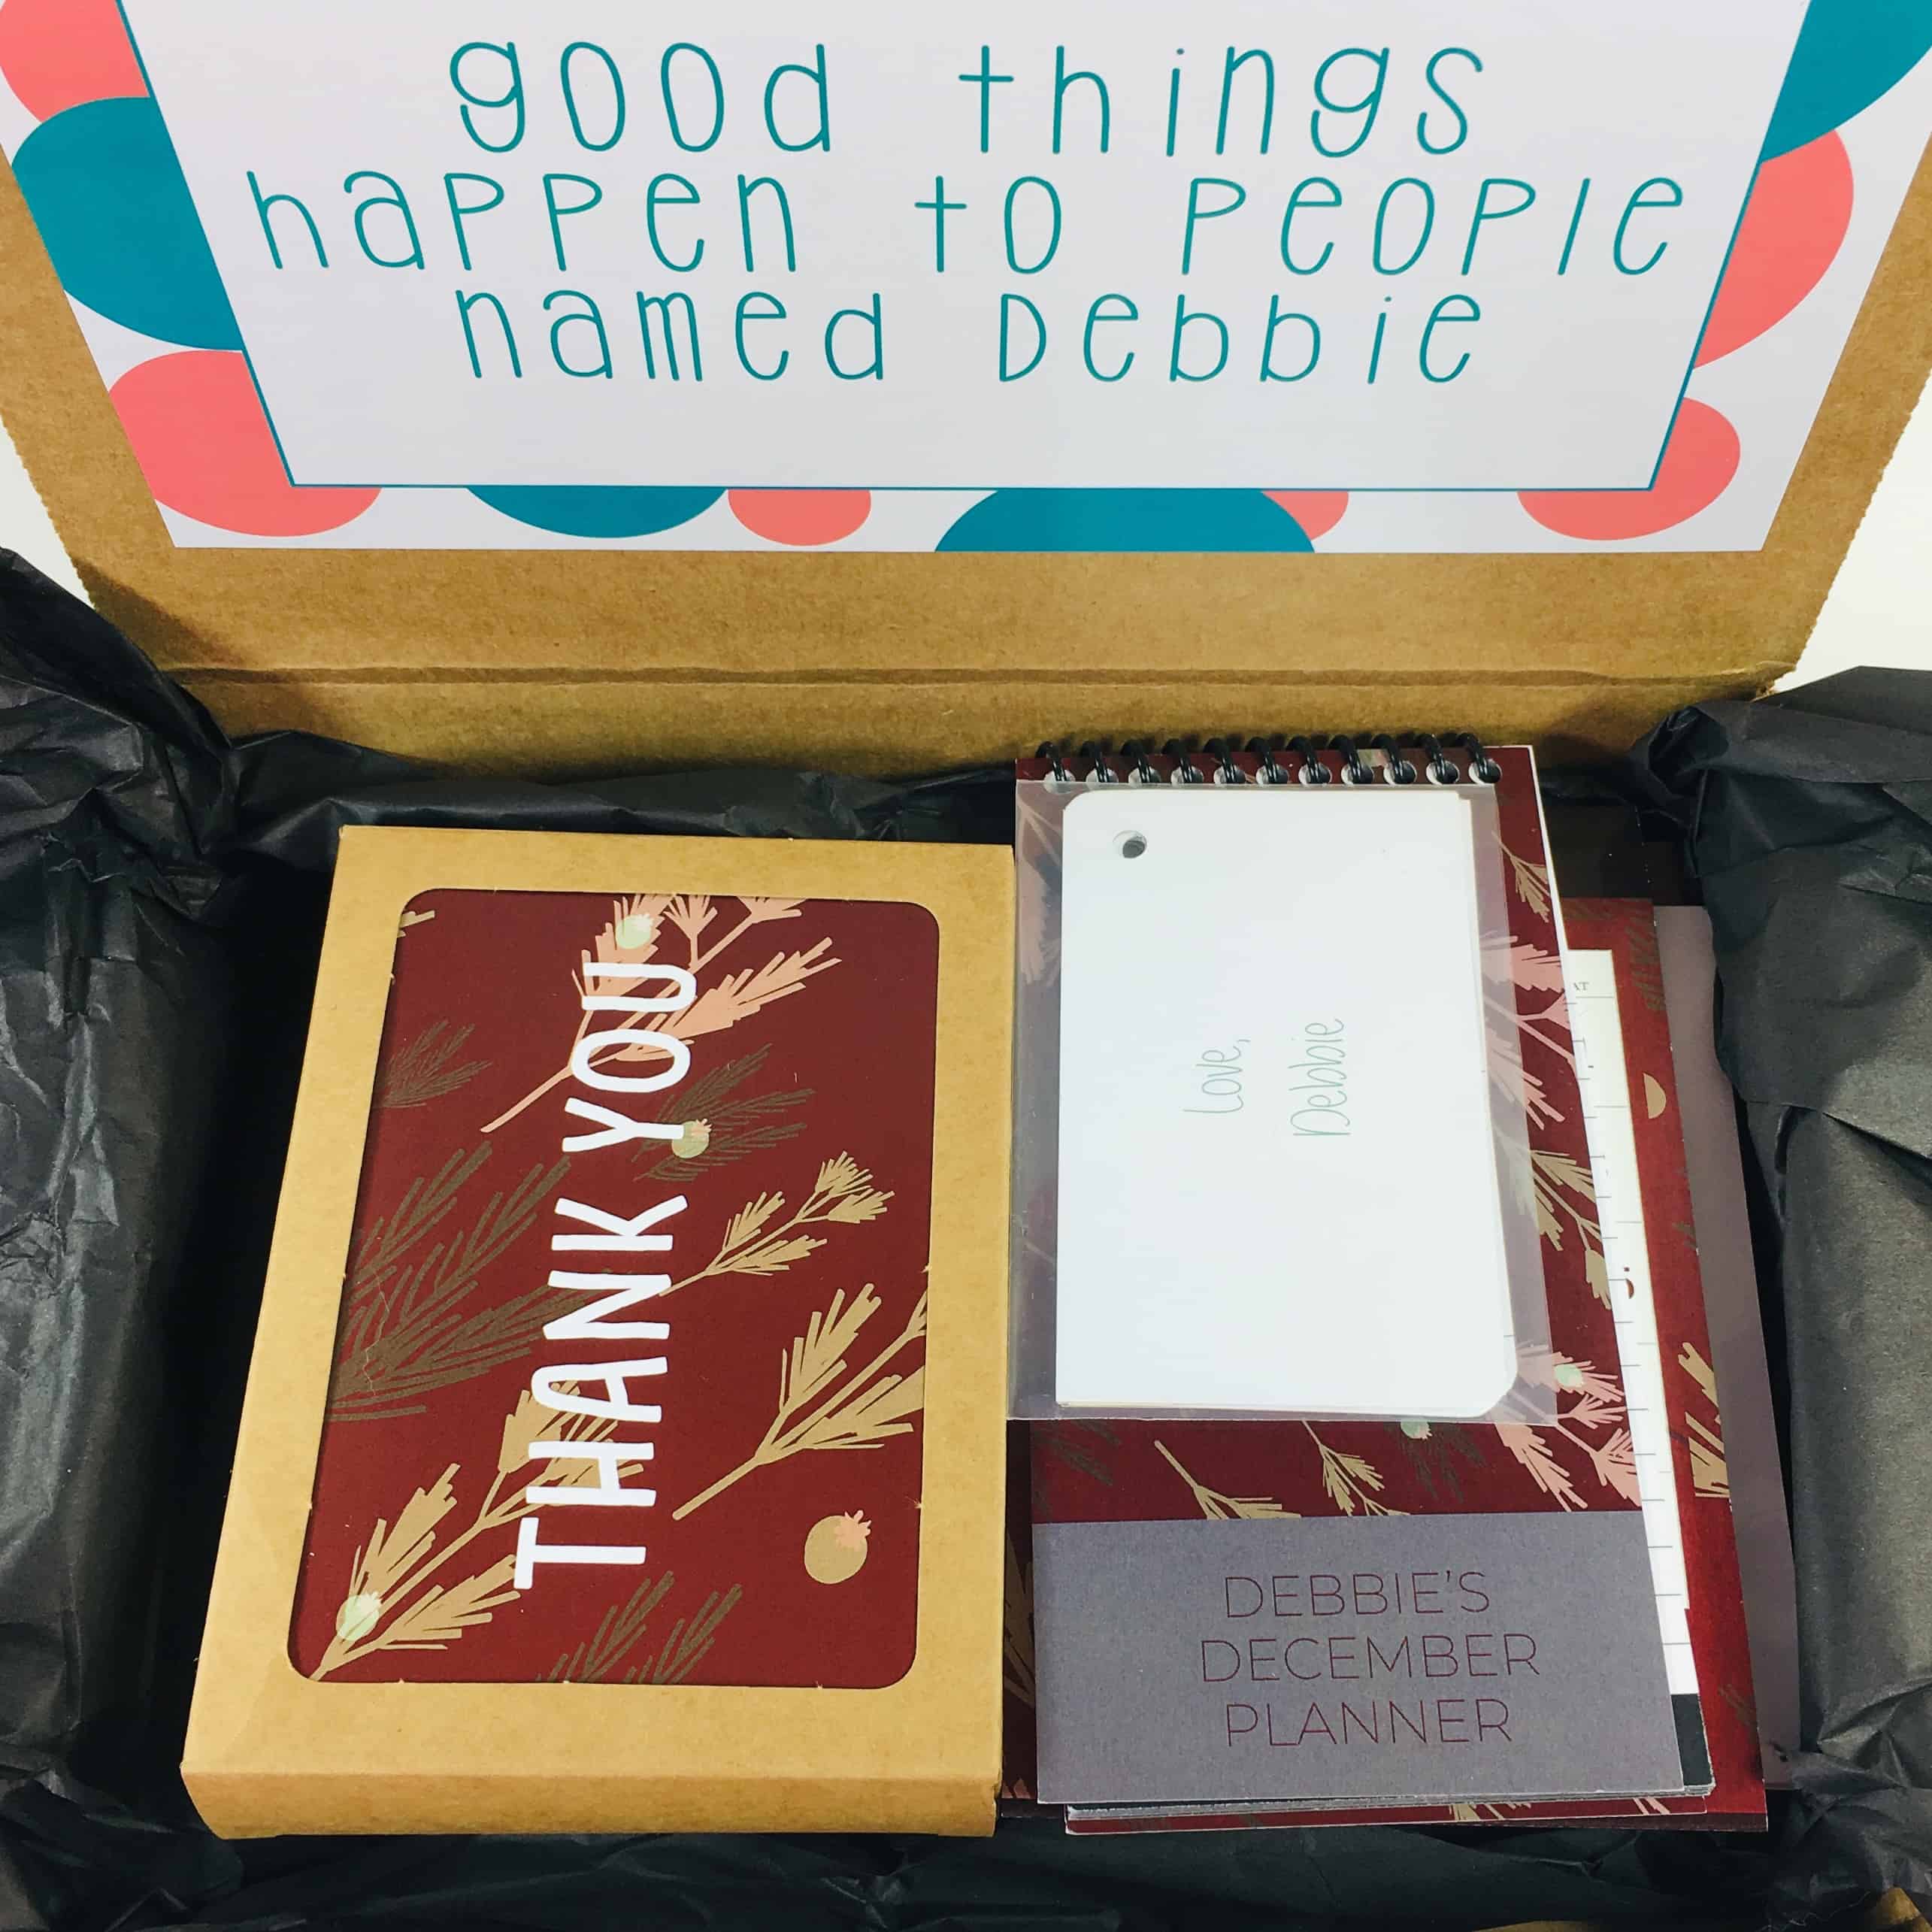 good things
happen to people
named Debbie
THANK YOU
Love,
Debbie
DEBBIE'S
DECEMBER
PLANNER